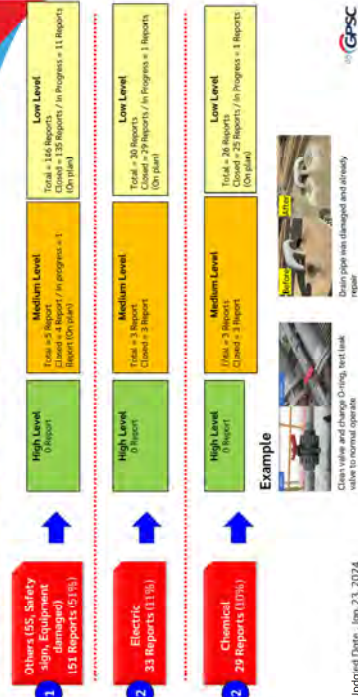 1
Others (5S, Safety
sign, Equipment
damaged)
151 Reports (51%)
High Level
0 Report
Medium Level
Total = 5 Report
Closed = 4 Report / In progress = 1
Report (On plan)
Low Level
Total = 146 Reports
Closed = 135 Reports / In Progress = 11 Reports
(On plan)
2
Electric
33 Reports (11%)
High Level
0 Report
Medium Level
Total = 3 Report
Closed = 3 Report
Low Level
Total = 30 Reports
Closed = 29 Reports / In Progress = 1 Reports
(On plan)
2
Chemical
29 Reports (10%)
High Level
0 Report
Medium Level
Total = 3 Reports
Closed = 3 Report
Low Level
Total = 26 Reports
Closed = 25 Reports / In Progress = 1 Reports
(On plan)
Example
Before
After
Clean valve and change O-ring, test leak
valve to normal operate
Drain pipe was damaged and already
repair
Updated Date : Jan 23, 2024
GPSC